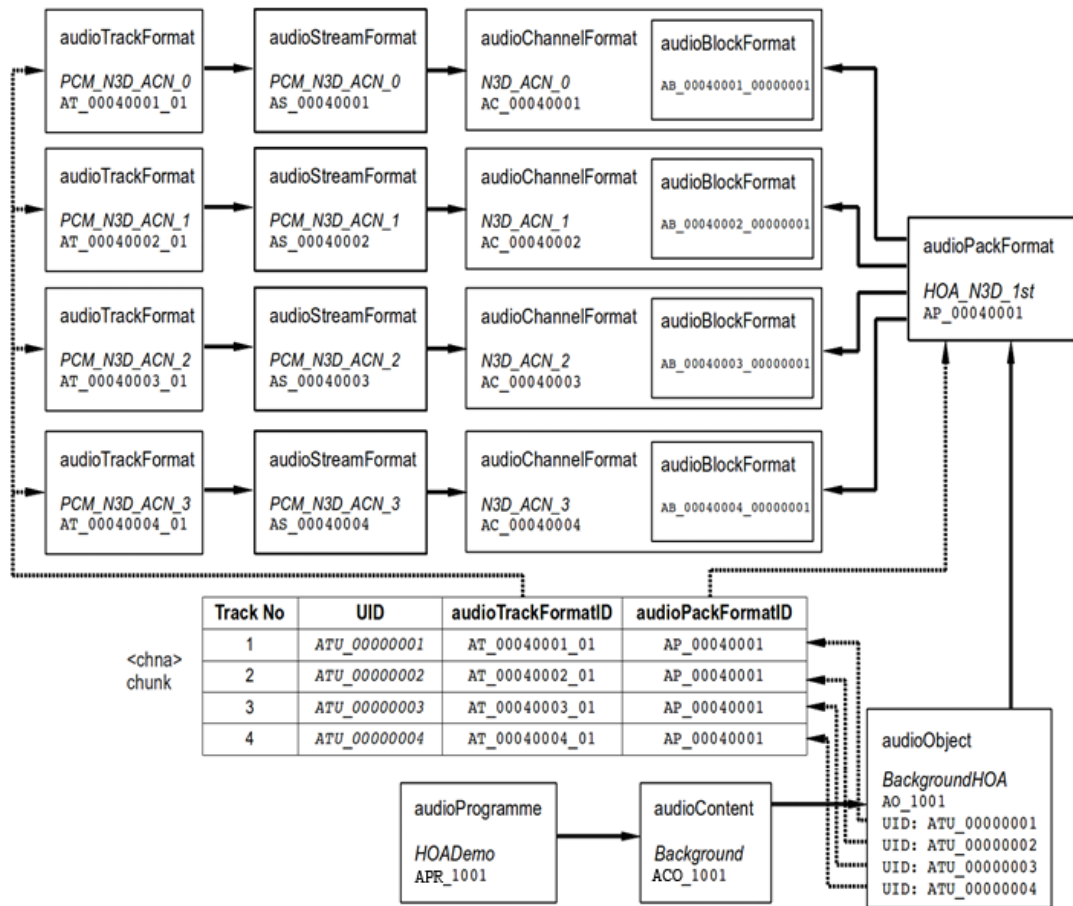 audioTrackFormat
PCM_N3D_ACN_0
AT_00040001_01
audioStreamFormat
PCM_N3D_ACN_0
AS_00040001
audioChannelFormat
N3D_ACN_0
AC_00040001
audioBlockFormat
AB_00040001_00000001
audioTrackFormat
PCM_N3D_ACN_1
AT_00040002_01
audioStreamFormat
PCM_N3D_ACN_1
AS_00040002
audioChannelFormat
N3D_ACN_1
AC_00040002
audioBlockFormat
AB_00040002_00000001
audioPackFormat
HOA_N3D_1st
AP_00040001
audioTrackFormat
PCM_N3D_ACN_2
AT_00040003_01
audioStreamFormat
PCM_N3D_ACN_2
AS_00040003
audioChannelFormat
N3D_ACN_2
AC_00040003
audioBlockFormat
AB_00040003_00000001
audioTrackFormat
PCM_N3D_ACN_3
AT_00040004_01
audioStreamFormat
PCM_N3D_ACN_3
AS_00040004
audioChannelFormat
N3D_ACN_3
AC_00040004
audioBlockFormat
AB_00040004_00000001
<chna>
chunk
Track No UID audioTrackFormatID audioPackFormatID
1 ATU_00000001 AT_00040001_01 AP_00040001
2 ATU_00000002 AT_00040002_01 AP_00040001
3 ATU_00000003 AT_00040003_01 AP_00040001
4 ATU_00000004 AT_00040004_01 AP_00040001
audioProgramme
HOADemo
APR_1001
audioContent
Background
ACO_1001
audioObject
BackgroundHOA
AO_1001
UID: ATU_00000001
UID: ATU_00000002
UID: ATU_00000003
UID: ATU_00000004